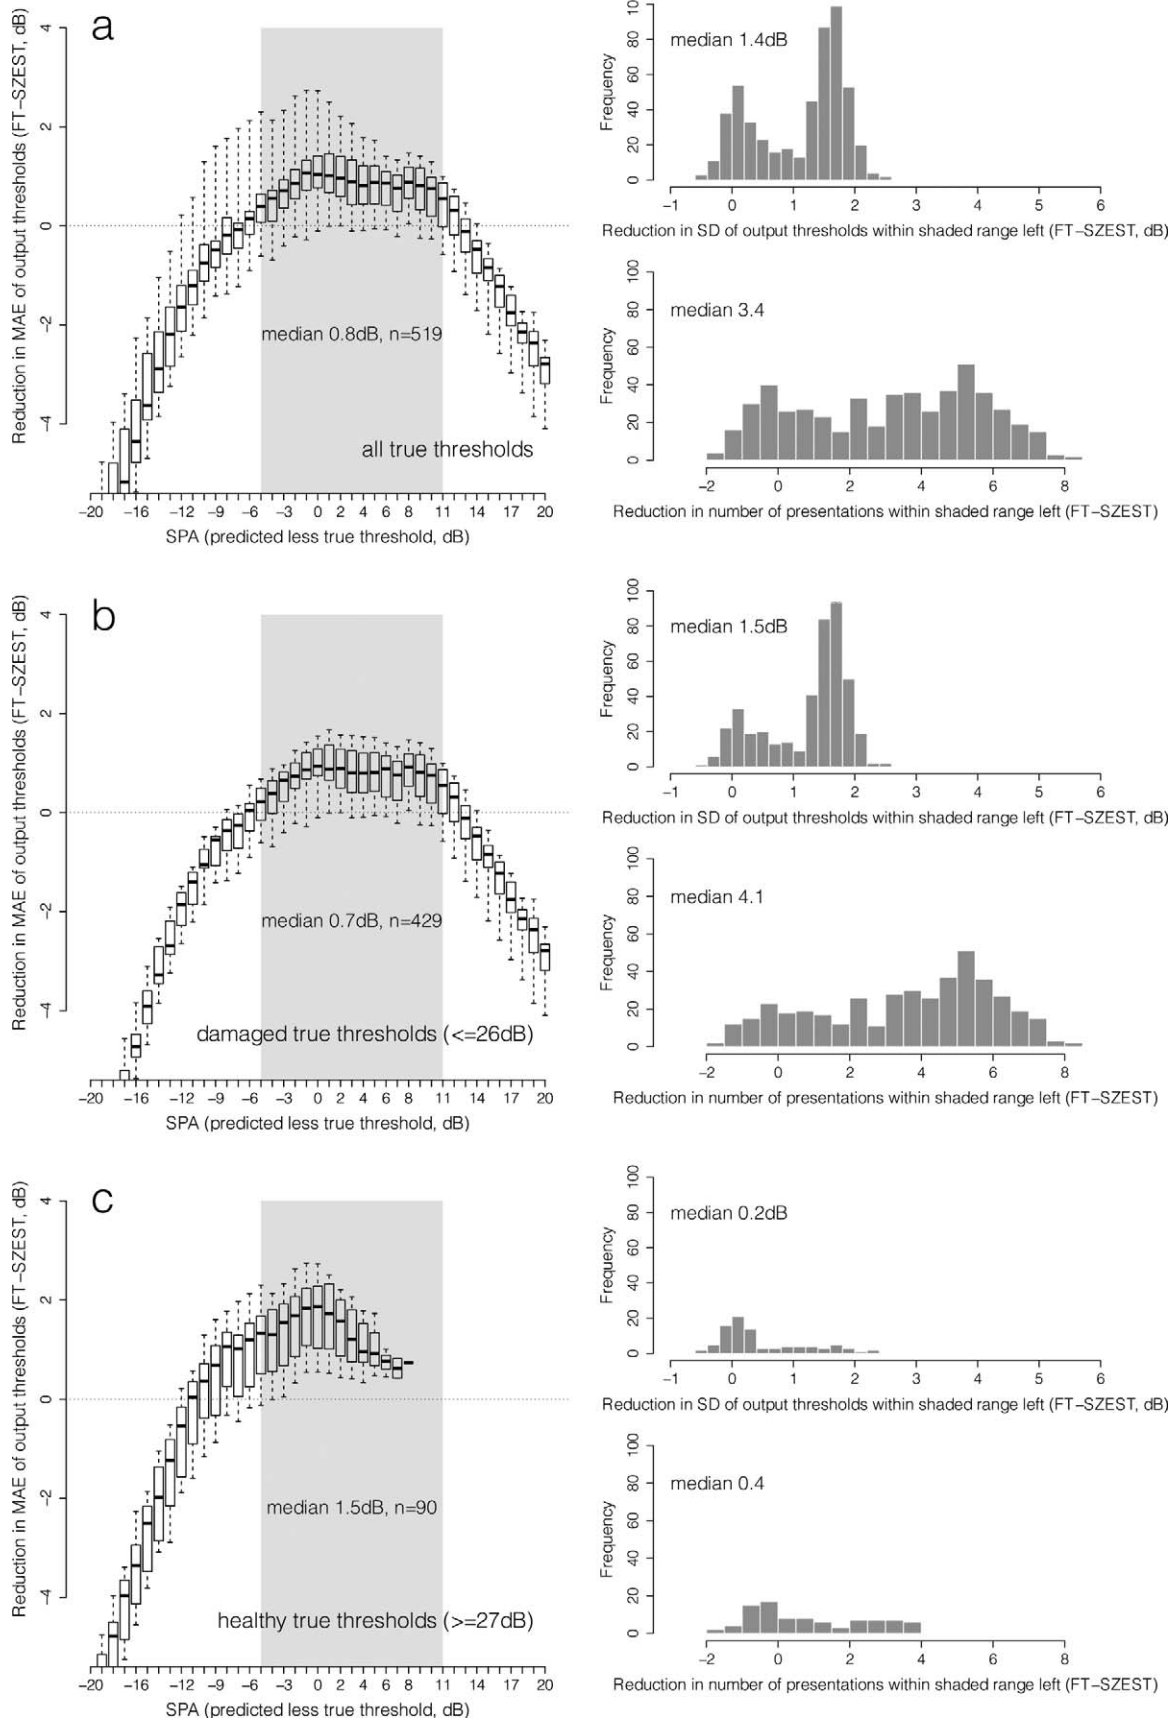 a
Reduction in MAE of output thresholds (FT−SZEST, dB)
4
2
0
−2
−4
median 0.8dB, n=519
all true thresholds
−20 −16 −12 −9 −6 −3 0 2 4 6 8 11 14 17 20
SPA (predicted less true threshold, dB)
median 1.4dB
Frequency
0 20 40 60 80 10
−1 0 1 2 3 4 5 6
Reduction in SD of output thresholds within shaded range left (FT−SZEST, dB)
median 3.4
Frequency
0 20 40 60 80 100
−2 0 2 4 6 8
Reduction in number of presentations within shaded range left (FT−SZEST)
b
Reduction in MAE of output thresholds (FT−SZEST, dB)
4
2
0
−2
−4
median 0.7dB, n=429
damaged true thresholds (<=26dB)
−20 −16 −12 −9 −6 −3 0 2 4 6 8 11 14 17 20
SPA (predicted less true threshold, dB)
median 1.5dB
Frequency
0 20 40 60 80 100
−1 0 1 2 3 4 5 6
Reduction in SD of output thresholds within shaded range left (FT−SZEST, dB)
median 4.1
Frequency
0 20 40 60 80 100
−2 0 2 4 6 8
Reduction in number of presentations within shaded range left (FT−SZEST)
c
Reduction in MAE of output thresholds (FT−SZEST, dB)
4
2
0
−2
−4
median 1.5dB, n=90
healthy true thresholds (>=27dB)
−20 −16 −12 −9 −6 −3 0 2 4 6 8 11 14 17 20
SPA (predicted less true threshold, dB)
median 0.2dB
Frequency
0 20 40 60 80 100
−1 0 1 2 3 4 5 6
Reduction in SD of output thresholds within shaded range left (FT−SZEST, dB)
median 0.4
Frequency
0 20 40 60 80 100
−2 0 2 4 6 8
Reduction in number of presentations within shaded range left (FT−SZEST)